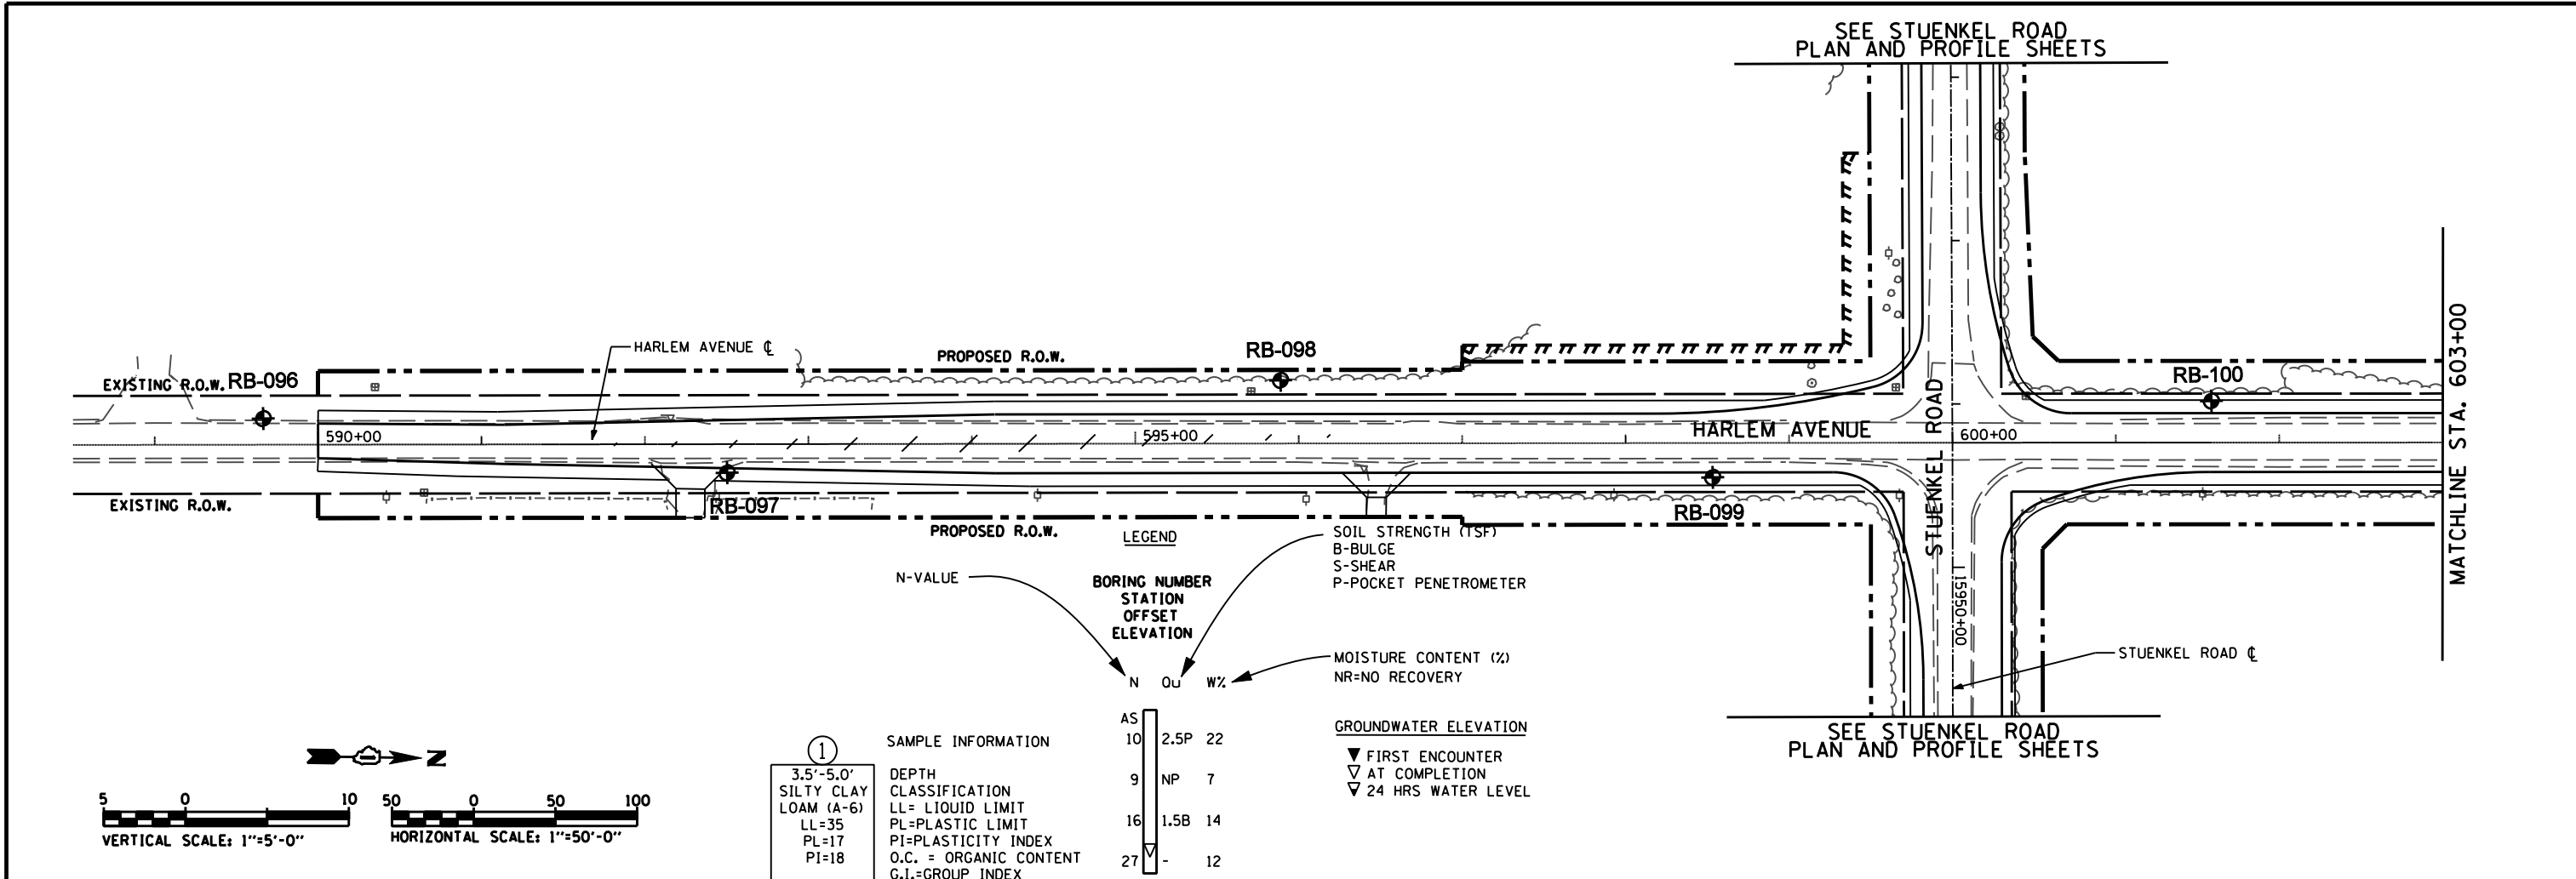 SEE STUENKEL ROAD
PLAN AND PROFILE SHEETS
HARLEM AVENUE ℄
PROPOSED R.O.W.
RB-098
EXISTING R.O.W.
RB-096
RB-100
MATCHLINE STA. 603+00
590+00
595+00
HARLEM AVENUE
STUENKEL ROAD
600+00
EXISTING R.O.W.
RB-097
PROPOSED R.O.W.
RB-099
15950+00
STUENKEL ROAD ℄
LEGEND
SOIL STRENGTH (TSF)
B-BULGE
S-SHEAR
P-POCKET PENETROMETER
N-VALUE
BORING NUMBER
STATION
OFFSET
ELEVATION
MOISTURE CONTENT (%)
NR=NO RECOVERY
N Qu W%
AS
10 2.5P 22
9 NP 7
16 1.5B 14
27 - 12
GROUNDWATER ELEVATION
FIRST ENCOUNTER
AT COMPLETION
24 HRS WATER LEVEL
SEE STUENKEL ROAD
PLAN AND PROFILE SHEETS
1 SAMPLE INFORMATION
3.5'-5.0' DEPTH
SILTY CLAY CLASSIFICATION
LOAM (A-6) LL= LIQUID LIMIT
LL=35 PL=PLASTIC LIMIT
PL=17 PI=PLASTICITY INDEX
PI=18 O.C. = ORGANIC CONTENT
G.I.=GROUP INDEX
N
5 0 10
VERTICAL SCALE: 1"=5'-0"
50 0 50 100
HORIZONTAL SCALE: 1"=50'-0"